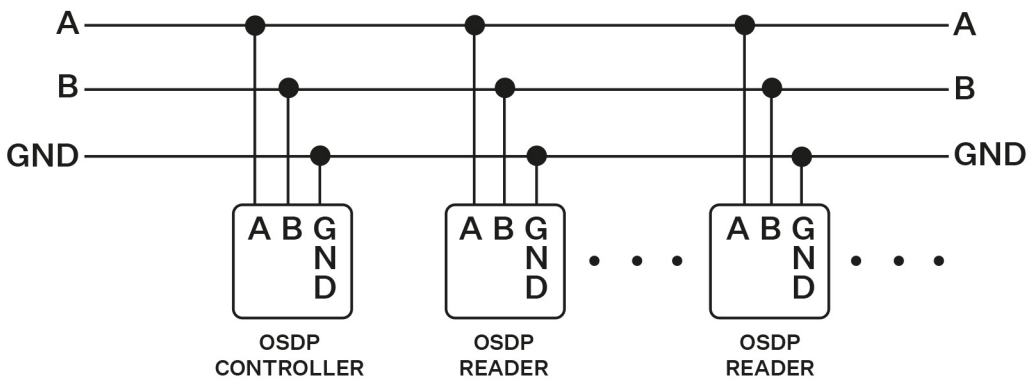 A A
B B
GND GND
A B G
N
D
A B G
N
D
A B G
N
D
OSDP
CONTROLLER
OSDP
READER
OSDP
READER